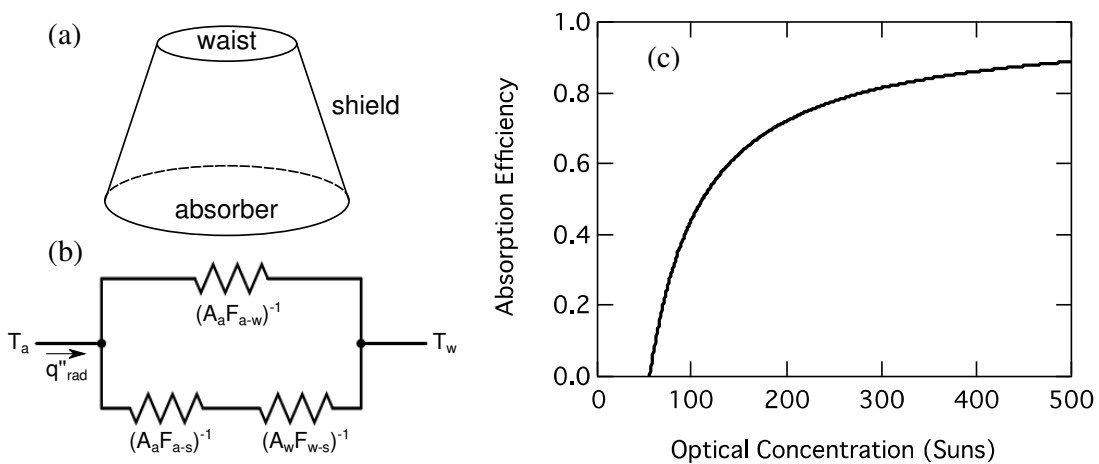 (a)
waist
shield
absorber
(b)
(AₐFₐ₋w)⁻¹
Tₐ
q"rad
Tw
(AₐFₐ₋ₛ)⁻¹ (AwFw₋ₛ)⁻¹
(c)
Absorption Efficiency
1.0
0.8
0.6
0.4
0.2
0.0
0 100 200 300 400 500
Optical Concentration (Suns)